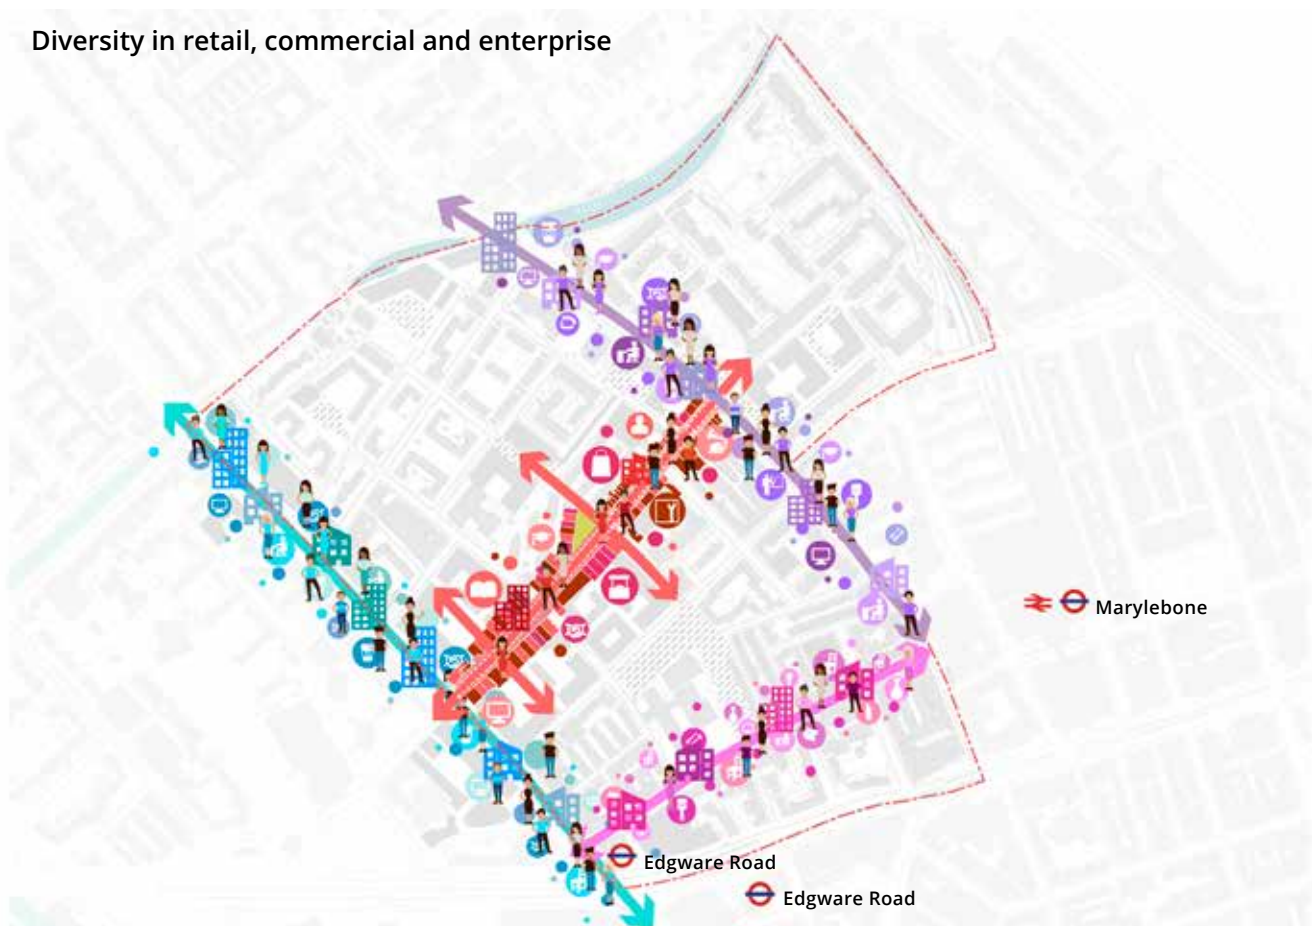 Diversity in retail, commercial and enterprise
Marylebone
Edgware Road
Edgware Road